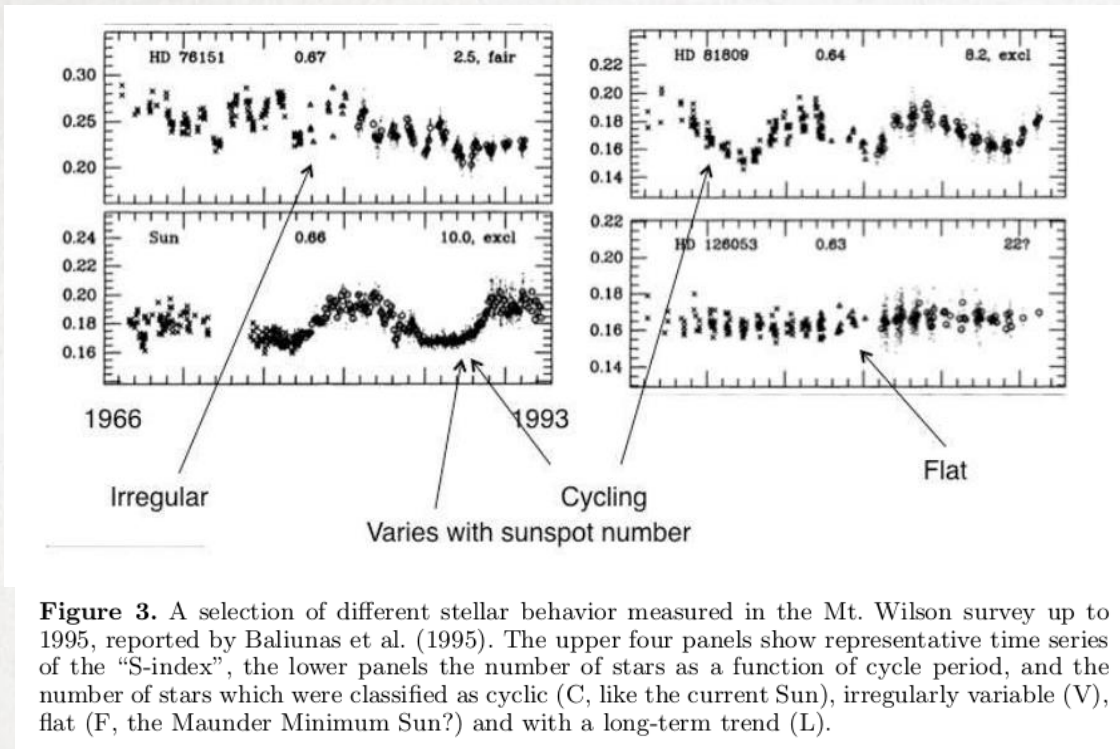 HD 76151 0.67 2.5, fair
0.30
0.25
0.20
HD 81809 0.64 8.2, excl
0.22
0.20
0.18
0.16
0.14
Sun 0.66 10.0, excl
0.24
0.22
0.20
0.18
0.16
HD 126053 0.63 22?
0.22
0.20
0.18
0.16
0.14
1966 1993
Irregular
Cycling
Flat
Varies with sunspot number
Figure 3. A selection of different stellar behavior measured in the Mt. Wilson survey up to
1995, reported by Baliunas et al. (1995). The upper four panels show representative time series
of the “S-index”, the lower panels the number of stars as a function of cycle period, and the
number of stars which were classified as cyclic (C, like the current Sun), irregularly variable (V),
flat (F, the Maunder Minimum Sun?) and with a long-term trend (L).